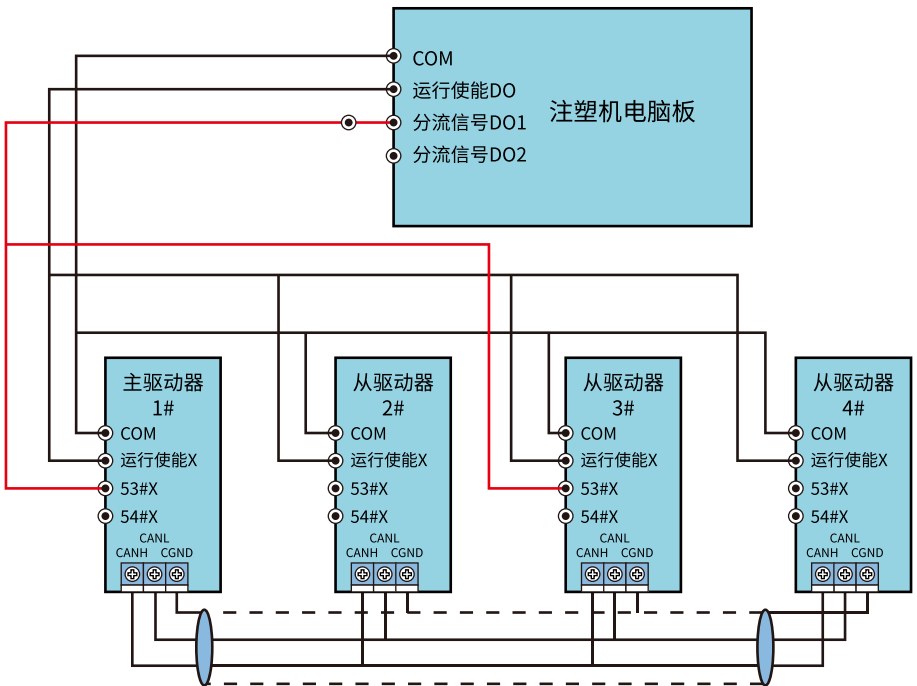 COM
运行使能DO
分流信号DO1
分流信号DO2
注塑机电脑板
主驱动器
1#
COM
运行使能X
53#X
54#X
CANL
CANH CGND
从驱动器
2#
COM
运行使能X
53#X
54#X
CANL
CANH CGND
从驱动器
3#
COM
运行使能X
53#X
54#X
CANL
CANH CGND
从驱动器
4#
COM
运行使能X
53#X
54#X
CANL
CANH CGND